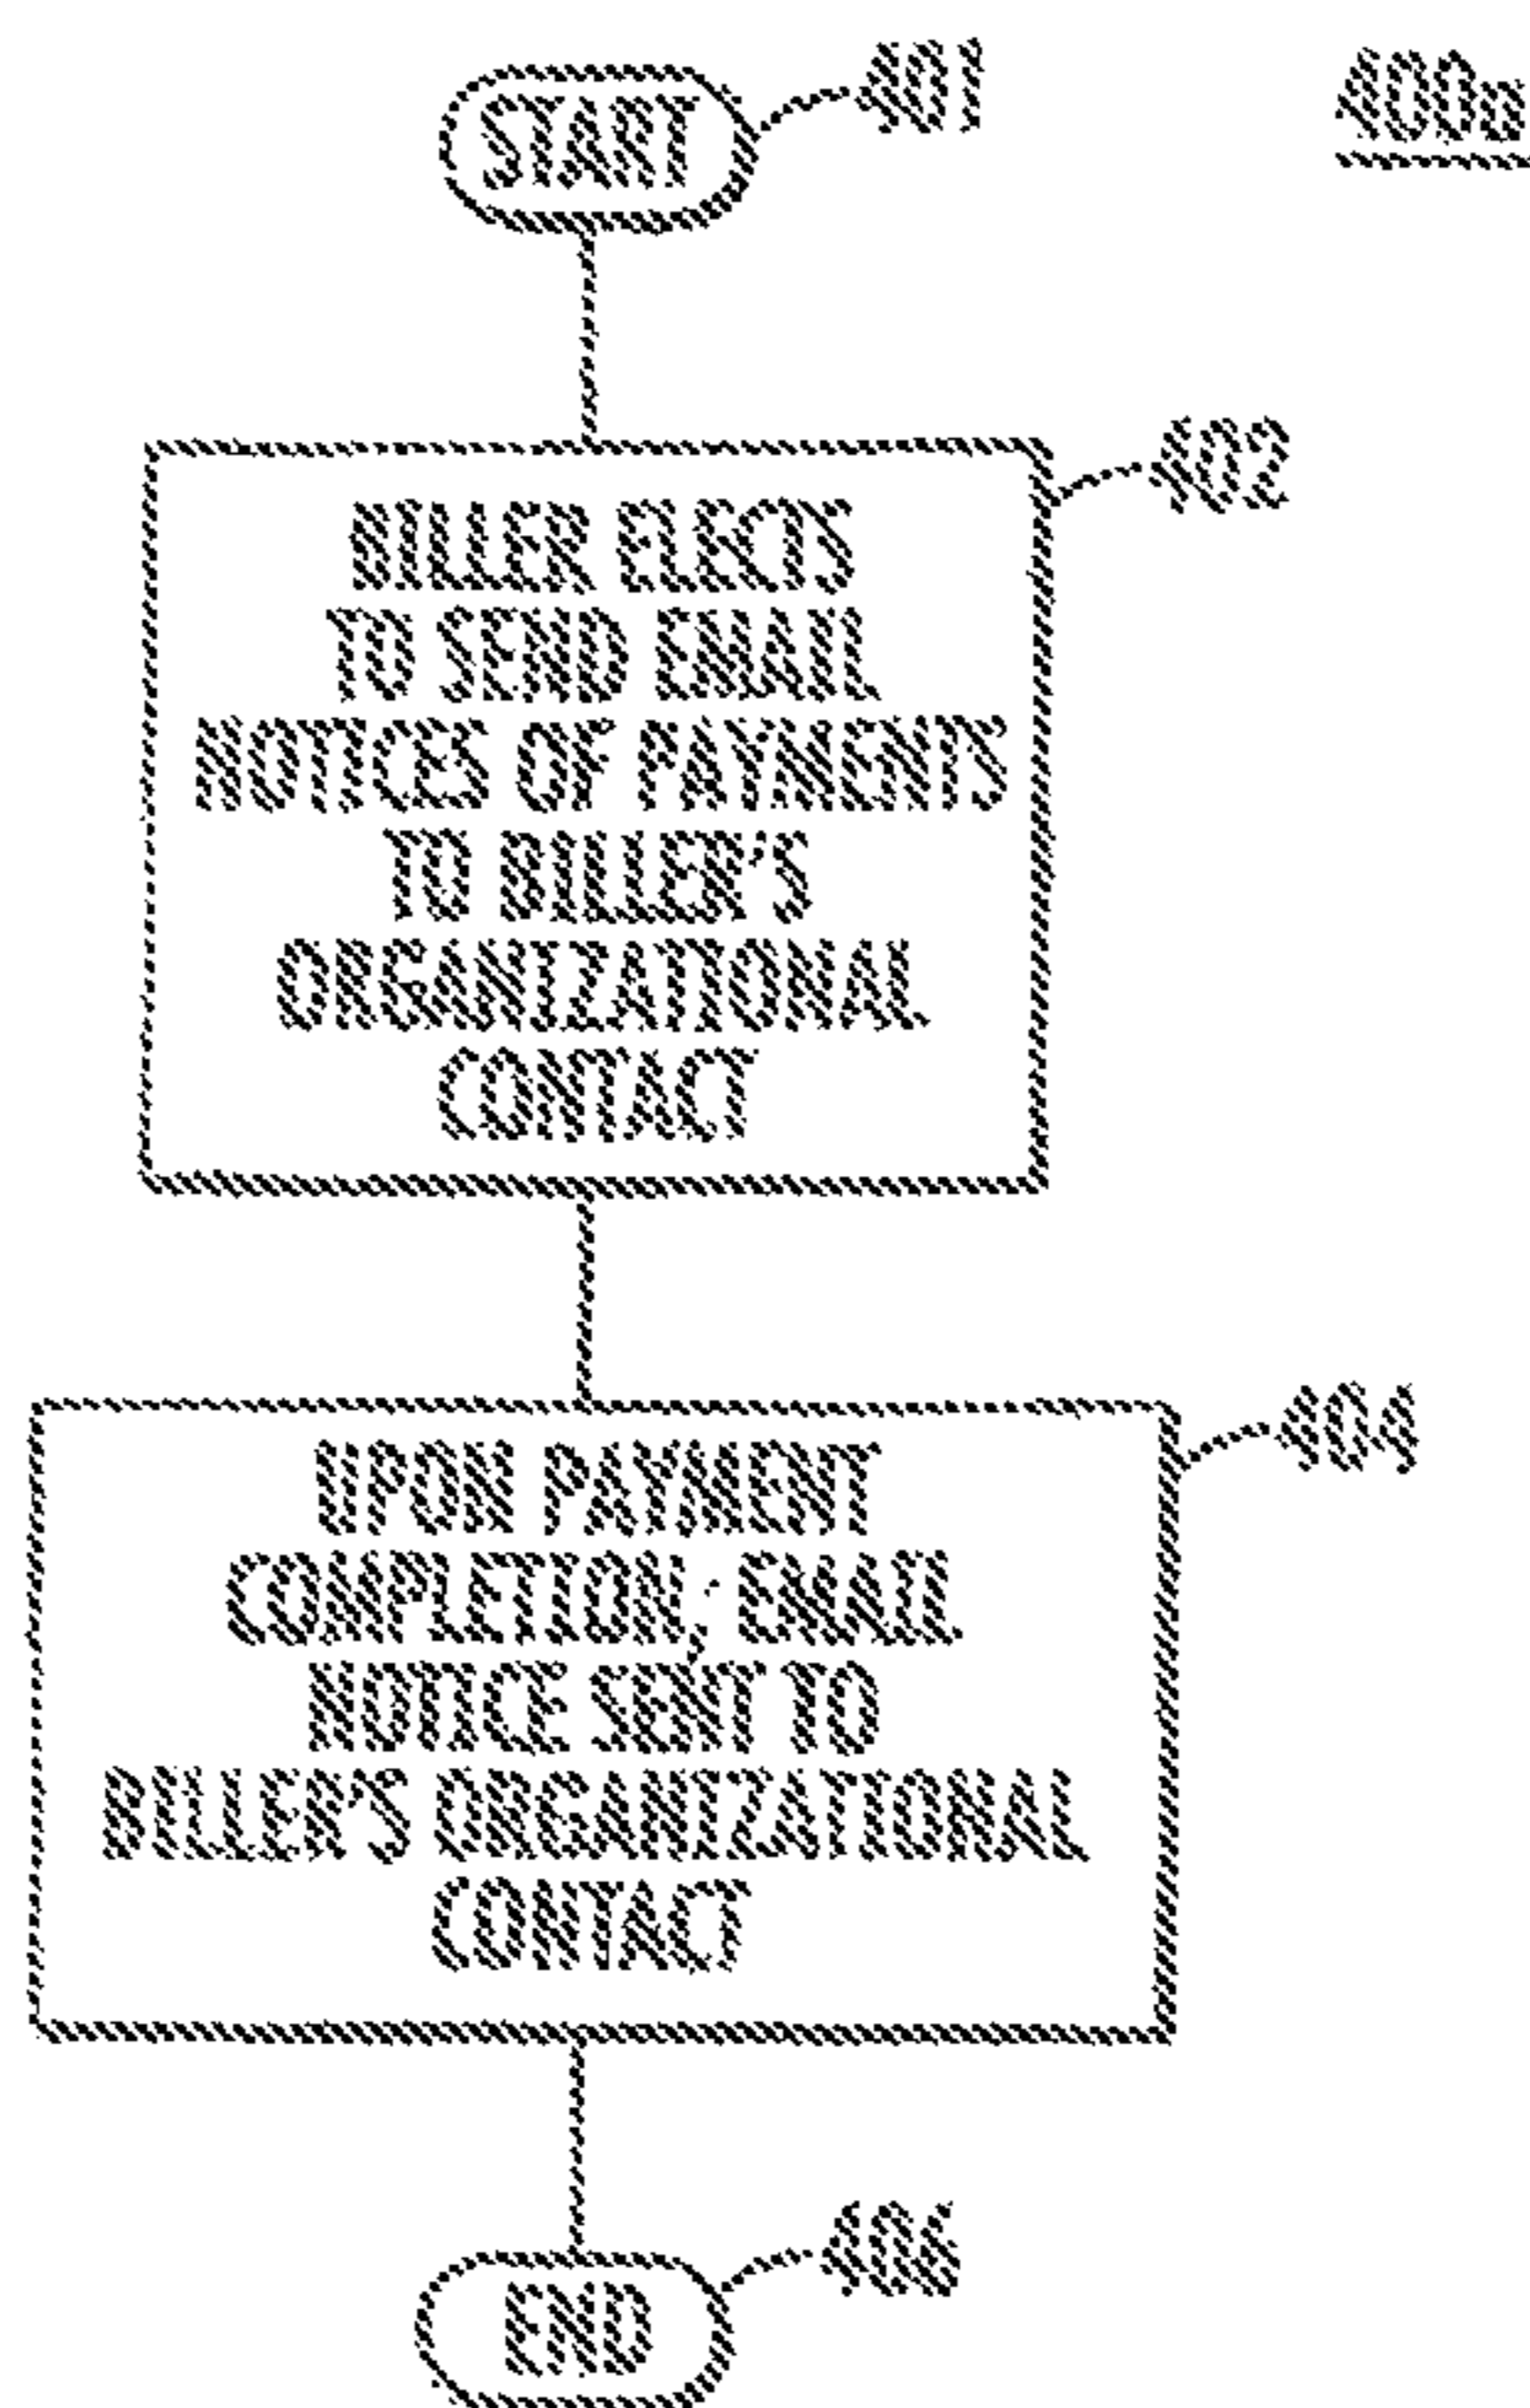 START 401 400a
BILLER ELECTS 402
TO SEND EMAIL
NOTICES OF PAYMENTS
TO BILLER'S
ORGANIZATIONAL
CONTACT
UPON PAYMENT 404
COMPLETION; EMAIL
NOTICE SENT TO
BILLER'S ORGANIZATIONAL
CONTACT
END 406